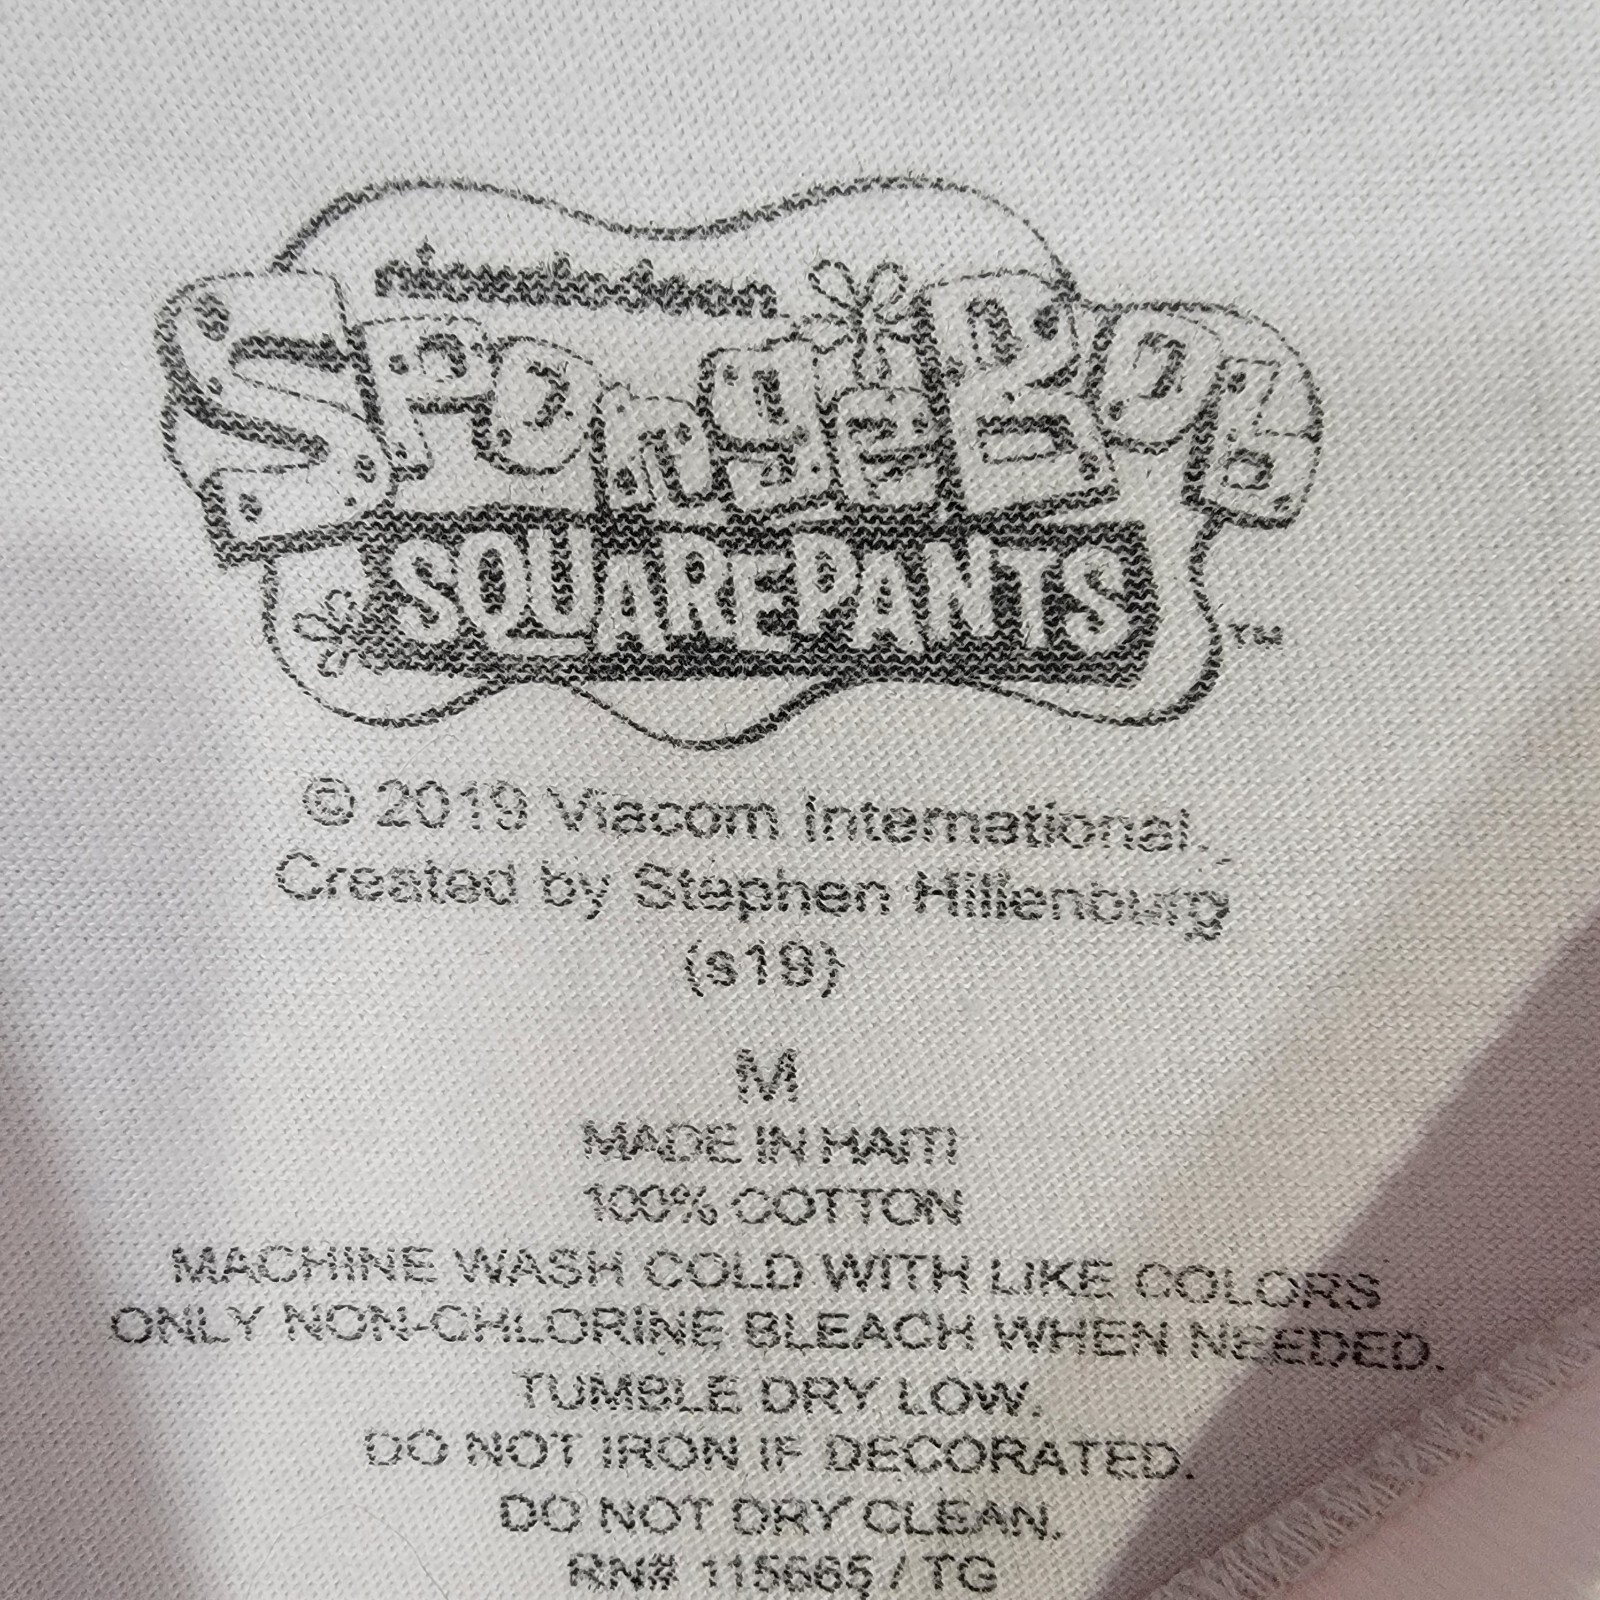 nickelodeon
SPongeBoB
SQUAREPANTS ™
© 2019 Viacom International.
Created by Stephen Hillenburg
(s19)
M
MADE IN HAITI
100% COTTON
MACHINE WASH COLD WITH LIKE COLORS
ONLY NON-CHLORINE BLEACH WHEN NEEDED.
TUMBLE DRY LOW.
DO NOT IRON IF DECORATED.
DO NOT DRY CLEAN.
RN# 115665 / TG